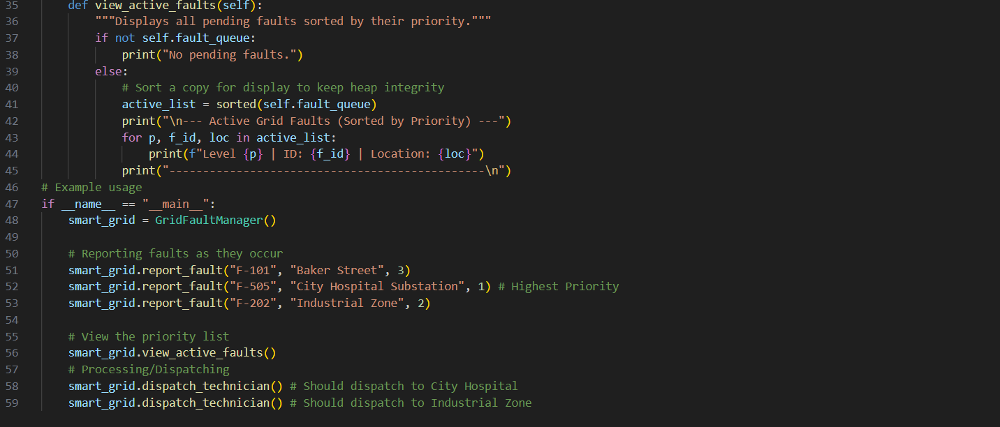 35 def view_active_faults(self):
36 """Displays all pending faults sorted by their priority."""
37 if not self.fault_queue:
38 print("No pending faults.")
39 else:
40 # Sort a copy for display to keep heap integrity
41 active_list = sorted(self.fault_queue)
42 print("\n--- Active Grid Faults (Sorted by Priority) ---")
43 for p, f_id, loc in active_list:
44 print(f"Level {p} | ID: {f_id} | Location: {loc}")
45 print("-----------------------------------------------\n")
46 # Example usage
47 if __name__ == "__main__":
48 smart_grid = GridFaultManager()
49
50 # Reporting faults as they occur
51 smart_grid.report_fault("F-101", "Baker Street", 3)
52 smart_grid.report_fault("F-505", "City Hospital Substation", 1) # Highest Priority
53 smart_grid.report_fault("F-202", "Industrial Zone", 2)
54
55 # View the priority list
56 smart_grid.view_active_faults()
57 # Processing/Dispatching
58 smart_grid.dispatch_technician() # Should dispatch to City Hospital
59 smart_grid.dispatch_technician() # Should dispatch to Industrial Zone